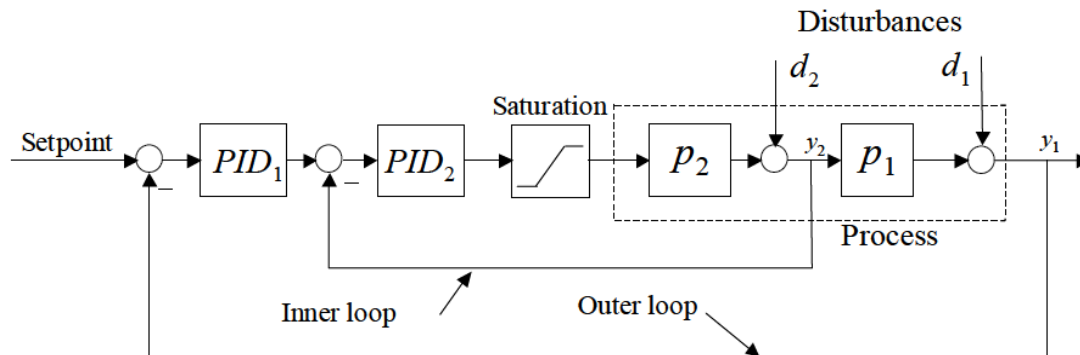 Disturbances
d₂
d₁
Saturation
Setpoint
PID₁
PID₂
p₂
y₂
p₁
y₁
−
−
Process
Inner loop
Outer loop